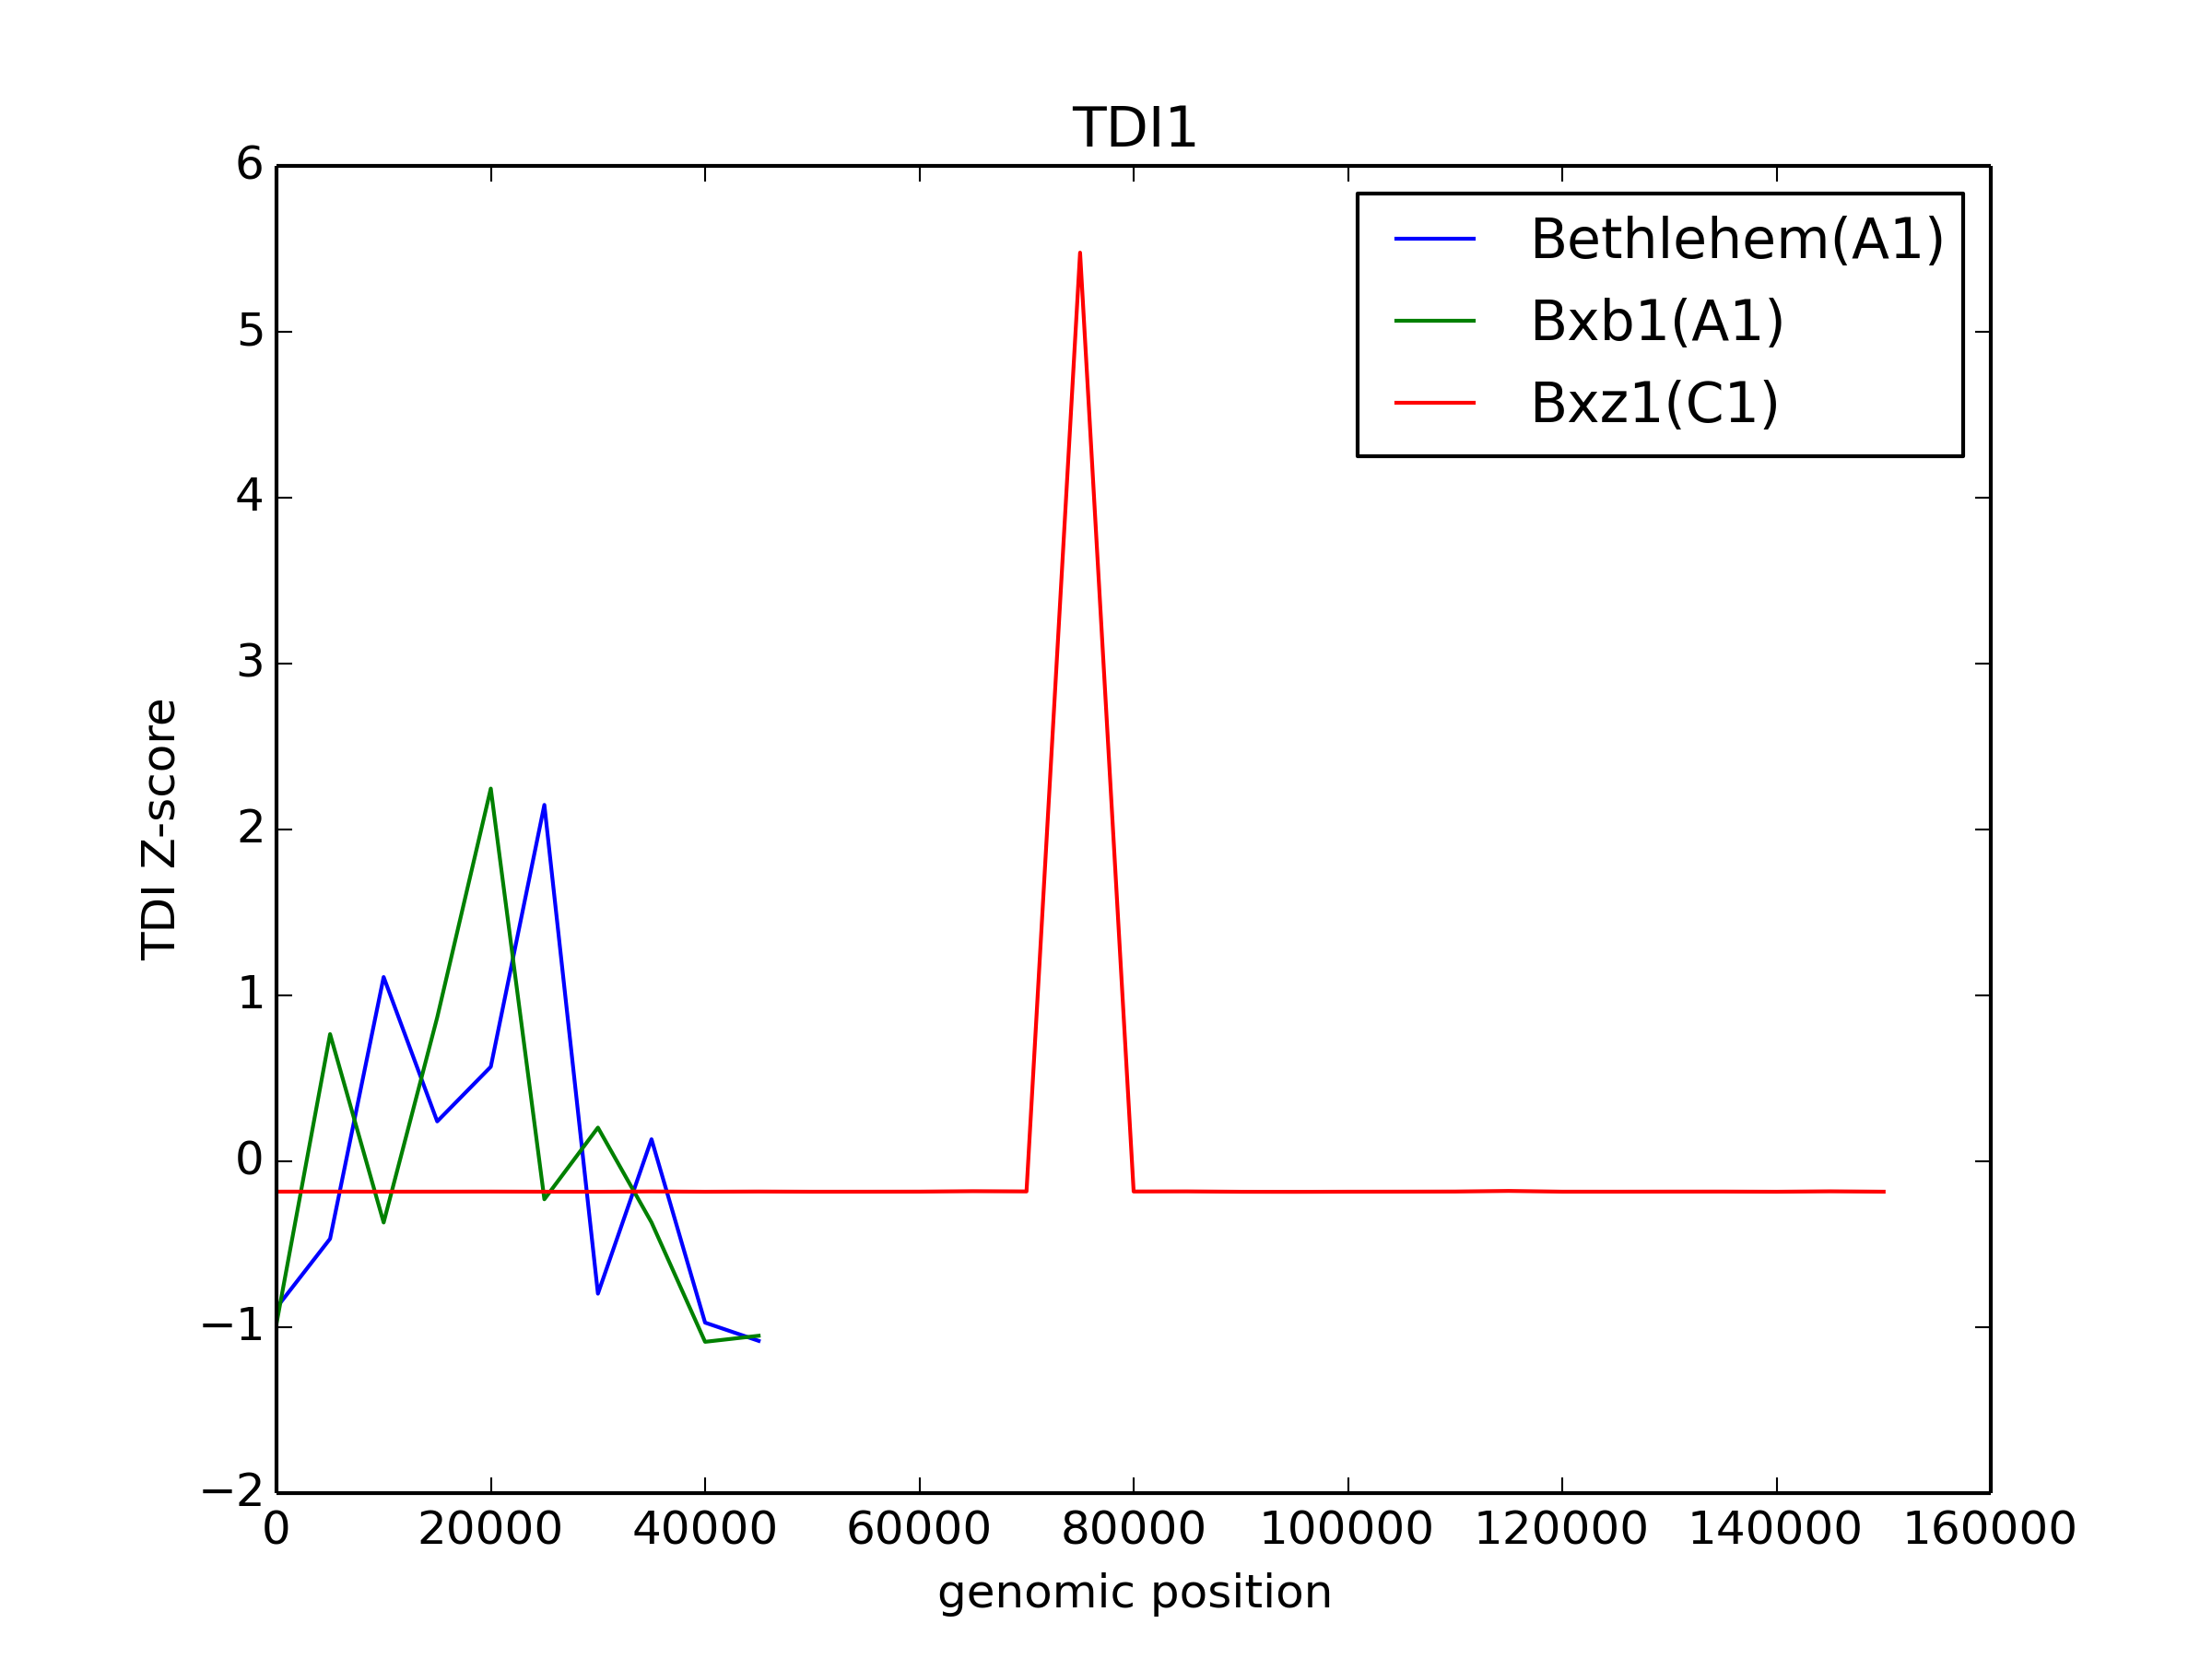 TDI1
6
5
4
3
2
1
0
−1
−2
TDI Z-score
Bethlehem(A1)
Bxb1(A1)
Bxz1(C1)
0 20000 40000 60000 80000 100000 120000 140000 160000
genomic position